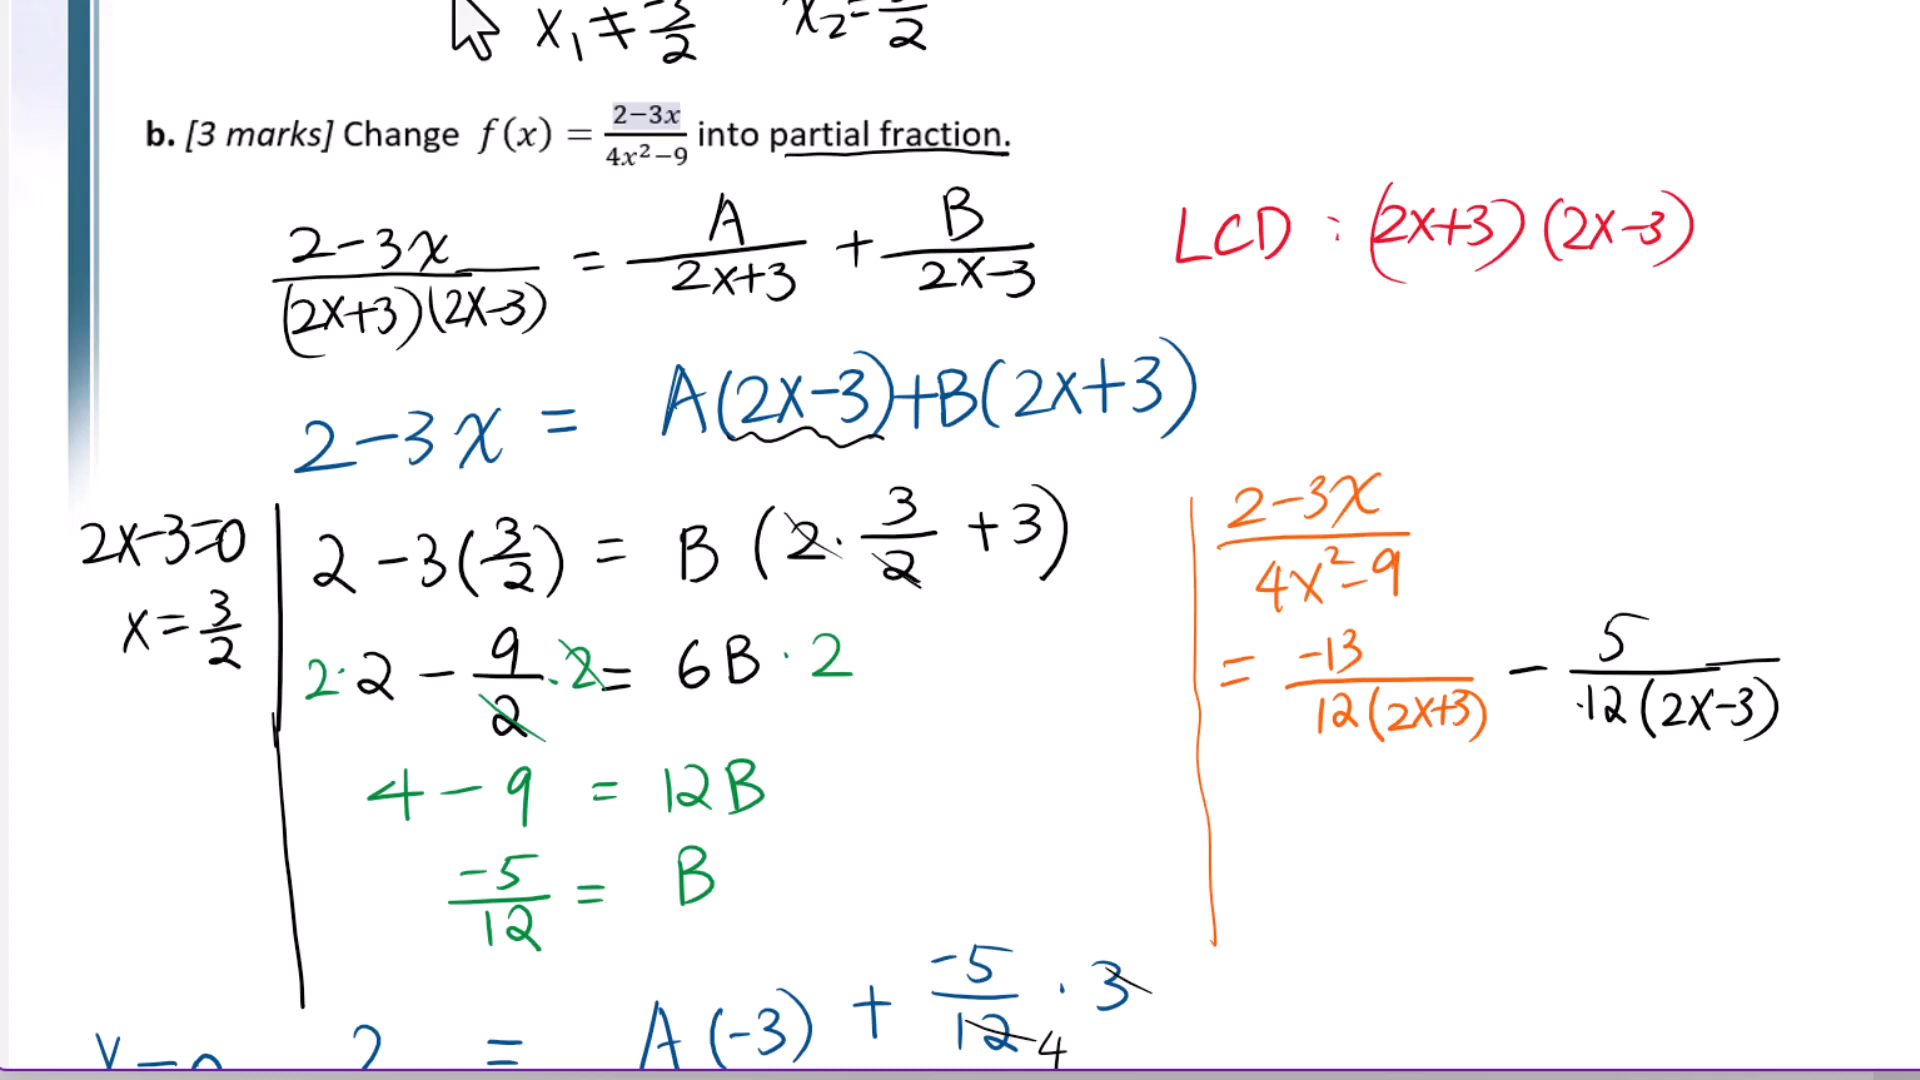 x₁ ≠ -3/2 x₂ = 3/2
b. [3 marks] Change f(x) = (2−3x)/(4x²−9) into partial fraction.
(2-3x)/((2x+3)(2x-3)) = A/(2x+3) + B/(2x-3)
LCD : (2x+3)(2x-3)
2-3x = A(2x-3)+B(2x+3)
2x-3=0
x = 3/2
2-3(3/2) = B(2·3/2 +3)
2·2 - 9/2 ·2 = 6B·2
4-9 = 12B
-5/12 = B
2 = A(-3) + -5/12 · 3
4
(2-3x)/(4x²-9)
= -13/(12(2x+3)) - 5/(12(2x-3))